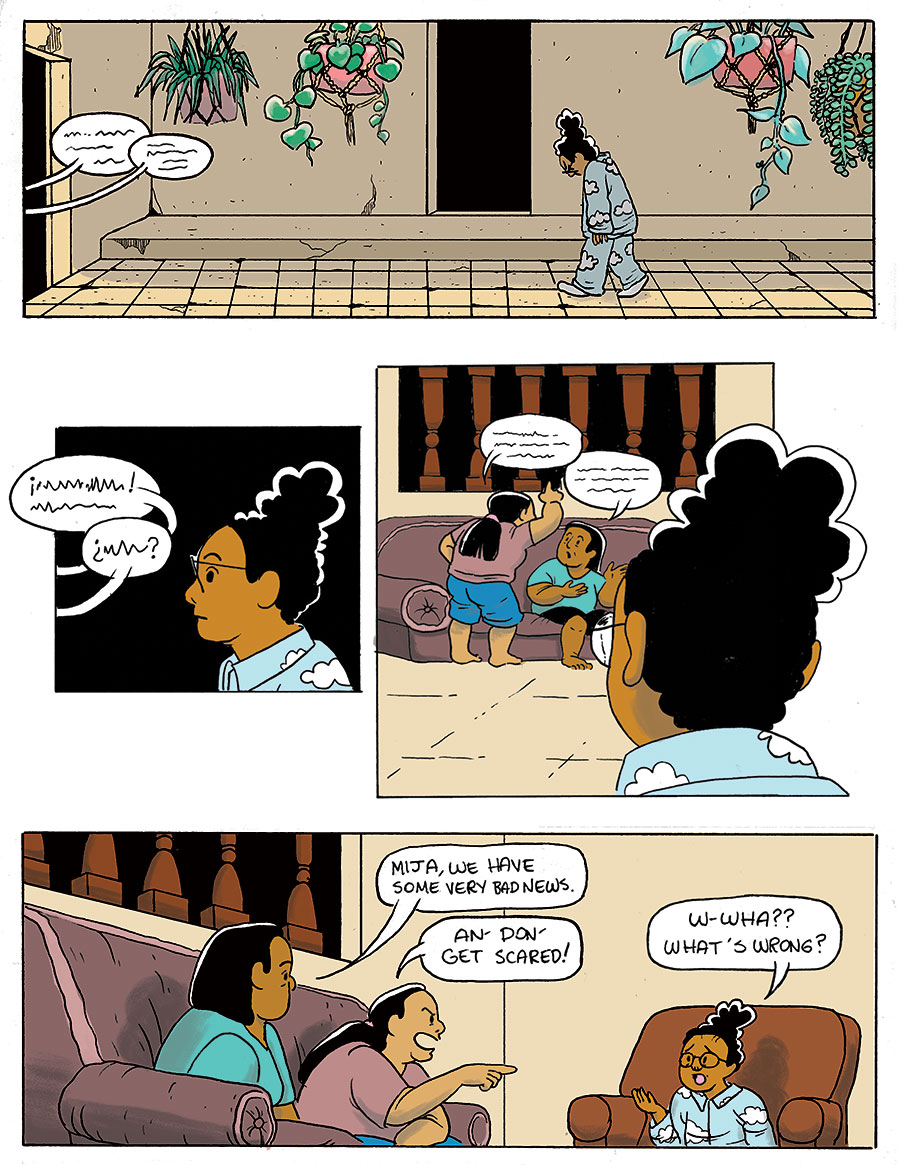 MIJA, WE HAVE
SOME VERY BAD NEWS.
AN- DON-
GET SCARED!
W-WHA??
WHAT'S WRONG?